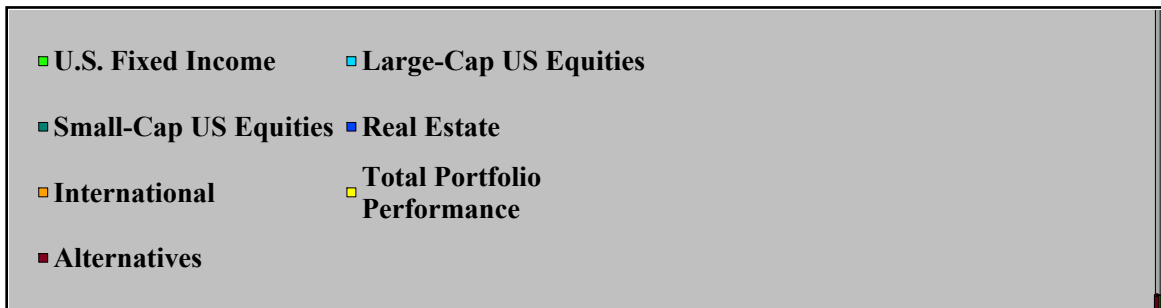 U.S. Fixed Income
Large-Cap US Equities
Small-Cap US Equities
Real Estate
International
Total Portfolio
Performance
Alternatives